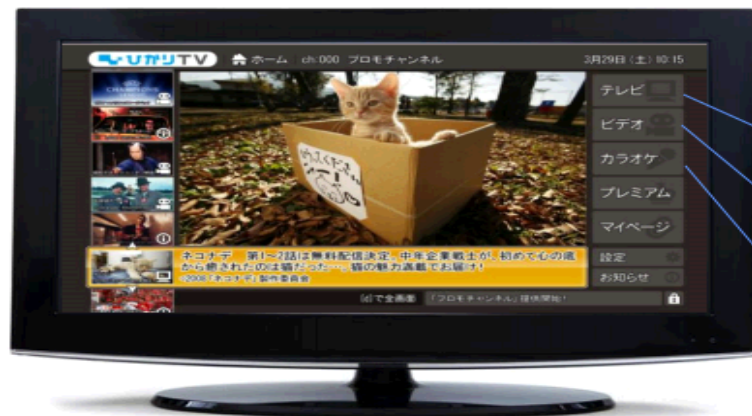 ひかりTV ホーム ch:000 プロモチャンネル 3月29日(土) 10:15
テレビ
ビデオ
カラオケ
プレミアム
マイページ
設定
お知らせ
ネコナデ 第1~2話は無料配信決定。中年企業戦士が、初めて心の底
から癒されたのは猫だった…。猫の魅力満載でお届け!
2008「ネコナデ」製作委員会
[d]で全画面 「プロモチャンネル」提供開始!